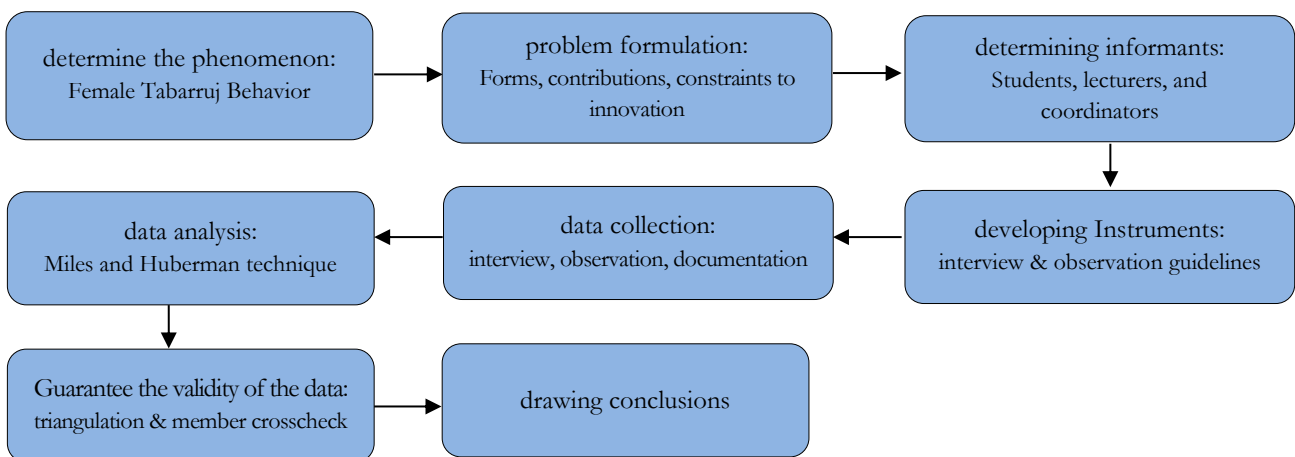 determine the phenomenon:
Female Tabarruj Behavior
problem formulation:
Forms, contributions, constraints to
innovation
determining informants:
Students, lecturers, and
coordinators
developing Instruments:
interview & observation guidelines
data collection:
interview, observation, documentation
data analysis:
Miles and Huberman technique
Guarantee the validity of the data:
triangulation & member crosscheck
drawing conclusions